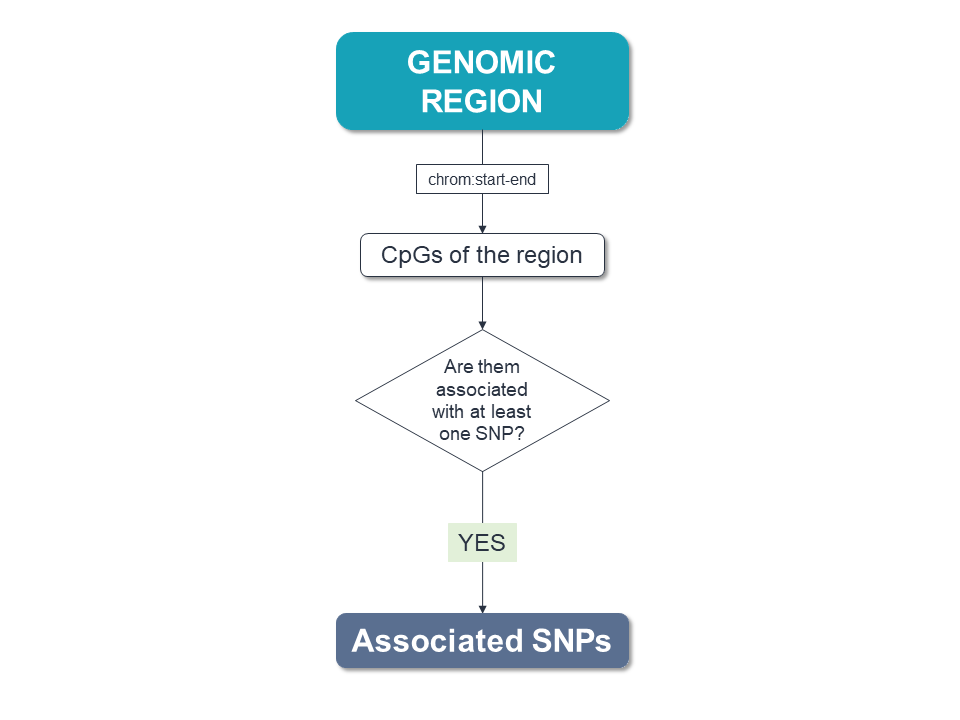 GENOMIC
REGION
chrom:start-end
CpGs of the region
Are them
associated
with at least
one SNP?
YES
Associated SNPs